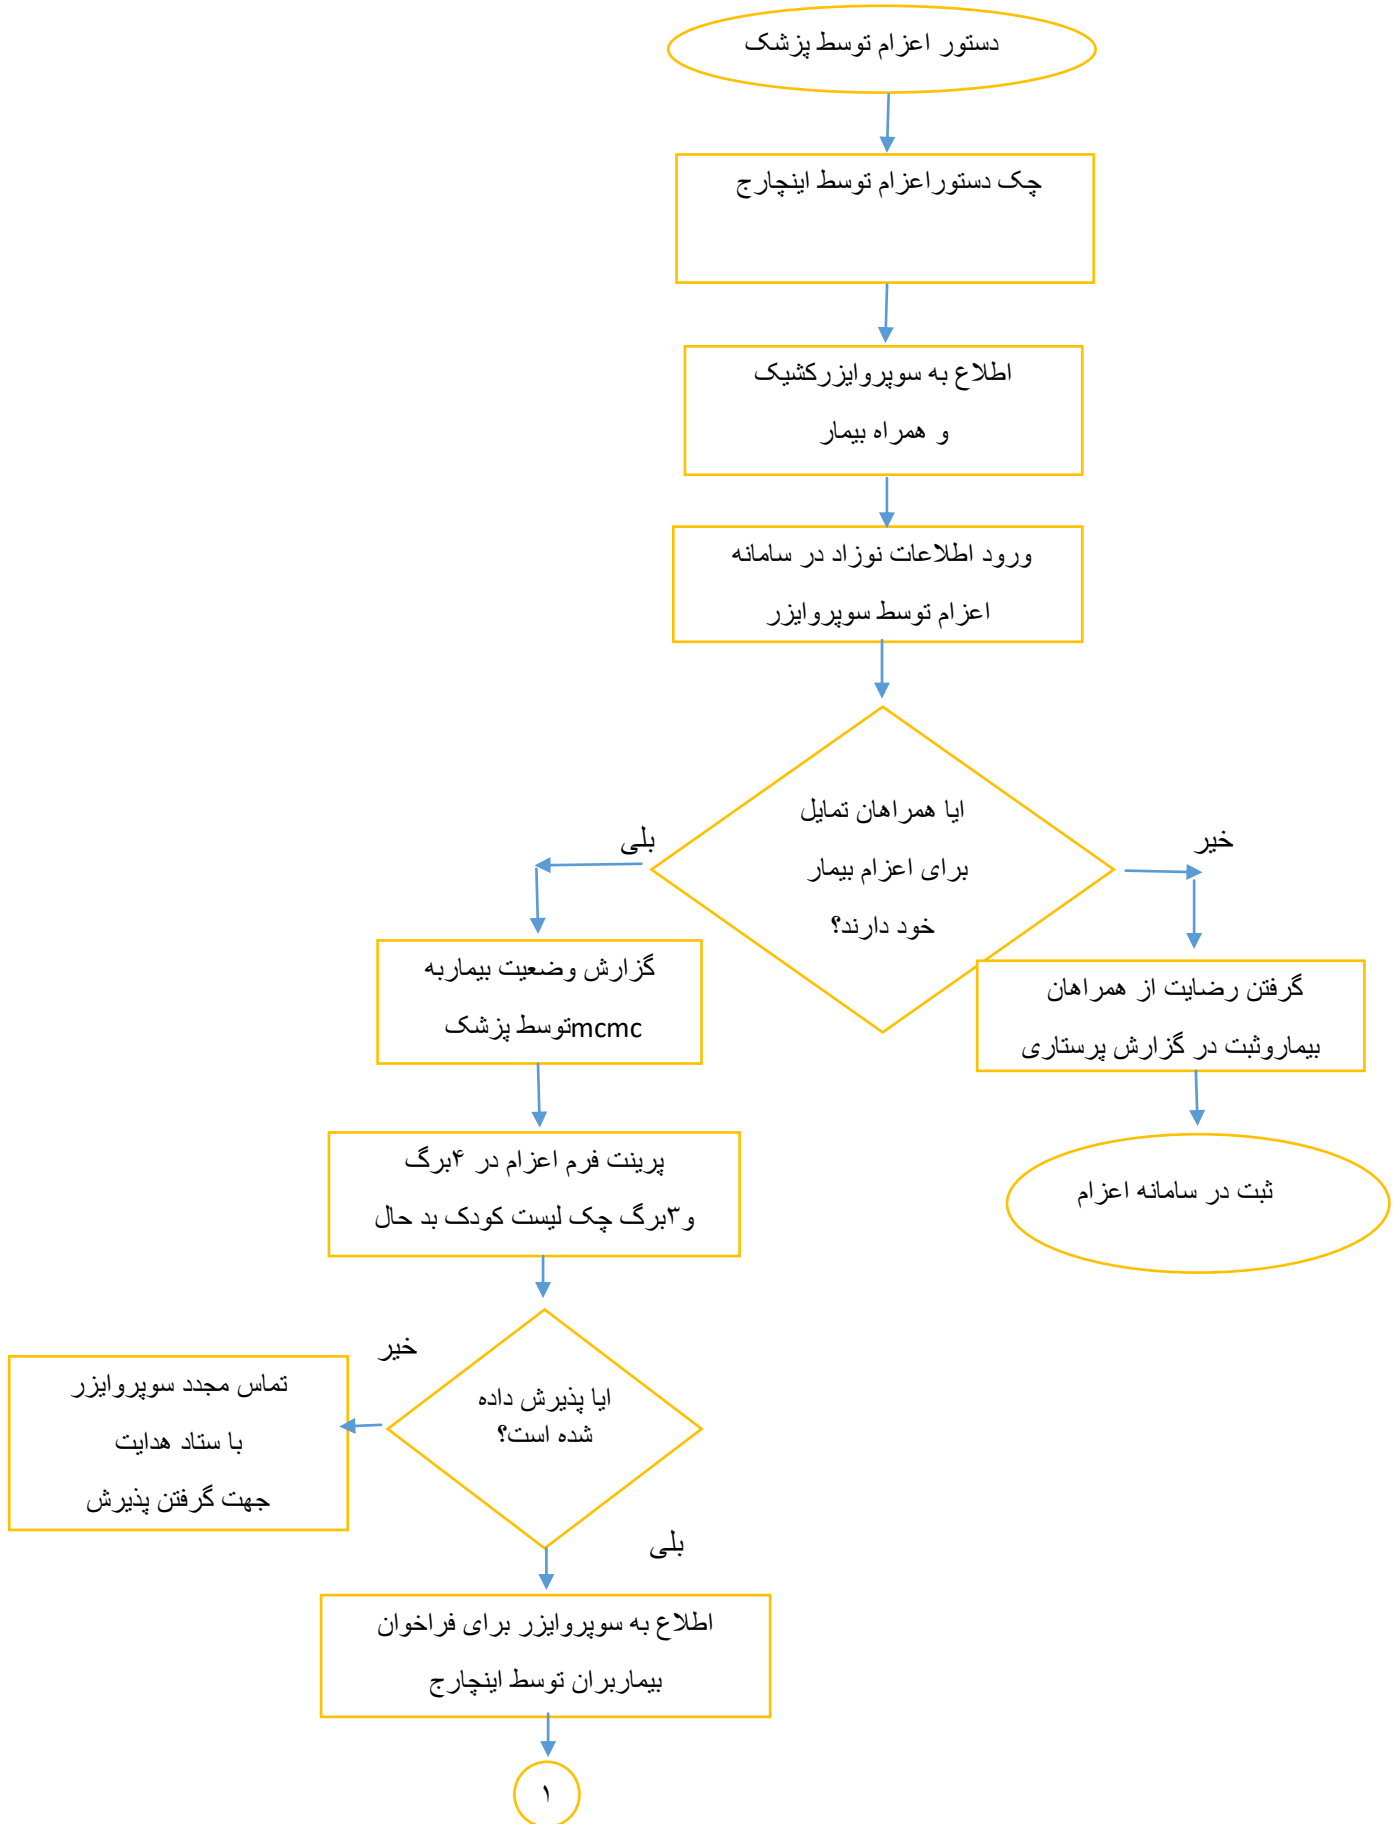 دستور اعزام توسط پزشک
چک دستوراعزام توسط اینچارج
اطلاع به سوپروایزرکشیک
و همراه بیمار
ورود اطلاعات نوزاد در سامانه
اعزام توسط سوپروایزر
ایا همراهان تمایل
برای اعزام بیمار
خود دارند؟
خیر
بلی
گرفتن رضایت از همراهان
بیماروثبت در گزارش پرستاری
ثبت در سامانه اعزام
گزارش وضعیت بیماربه
mcmcتوسط پزشک
پرینت فرم اعزام در ۴برگ
و۳برگ چک لیست کودک بد حال
ایا پذیرش داده
شده است؟
خیر
تماس مجدد سوپروایزر
با ستاد هدایت
جهت گرفتن پذیرش
بلی
اطلاع به سوپروایزر برای فراخوان
بیماربران توسط اینچارج
۱